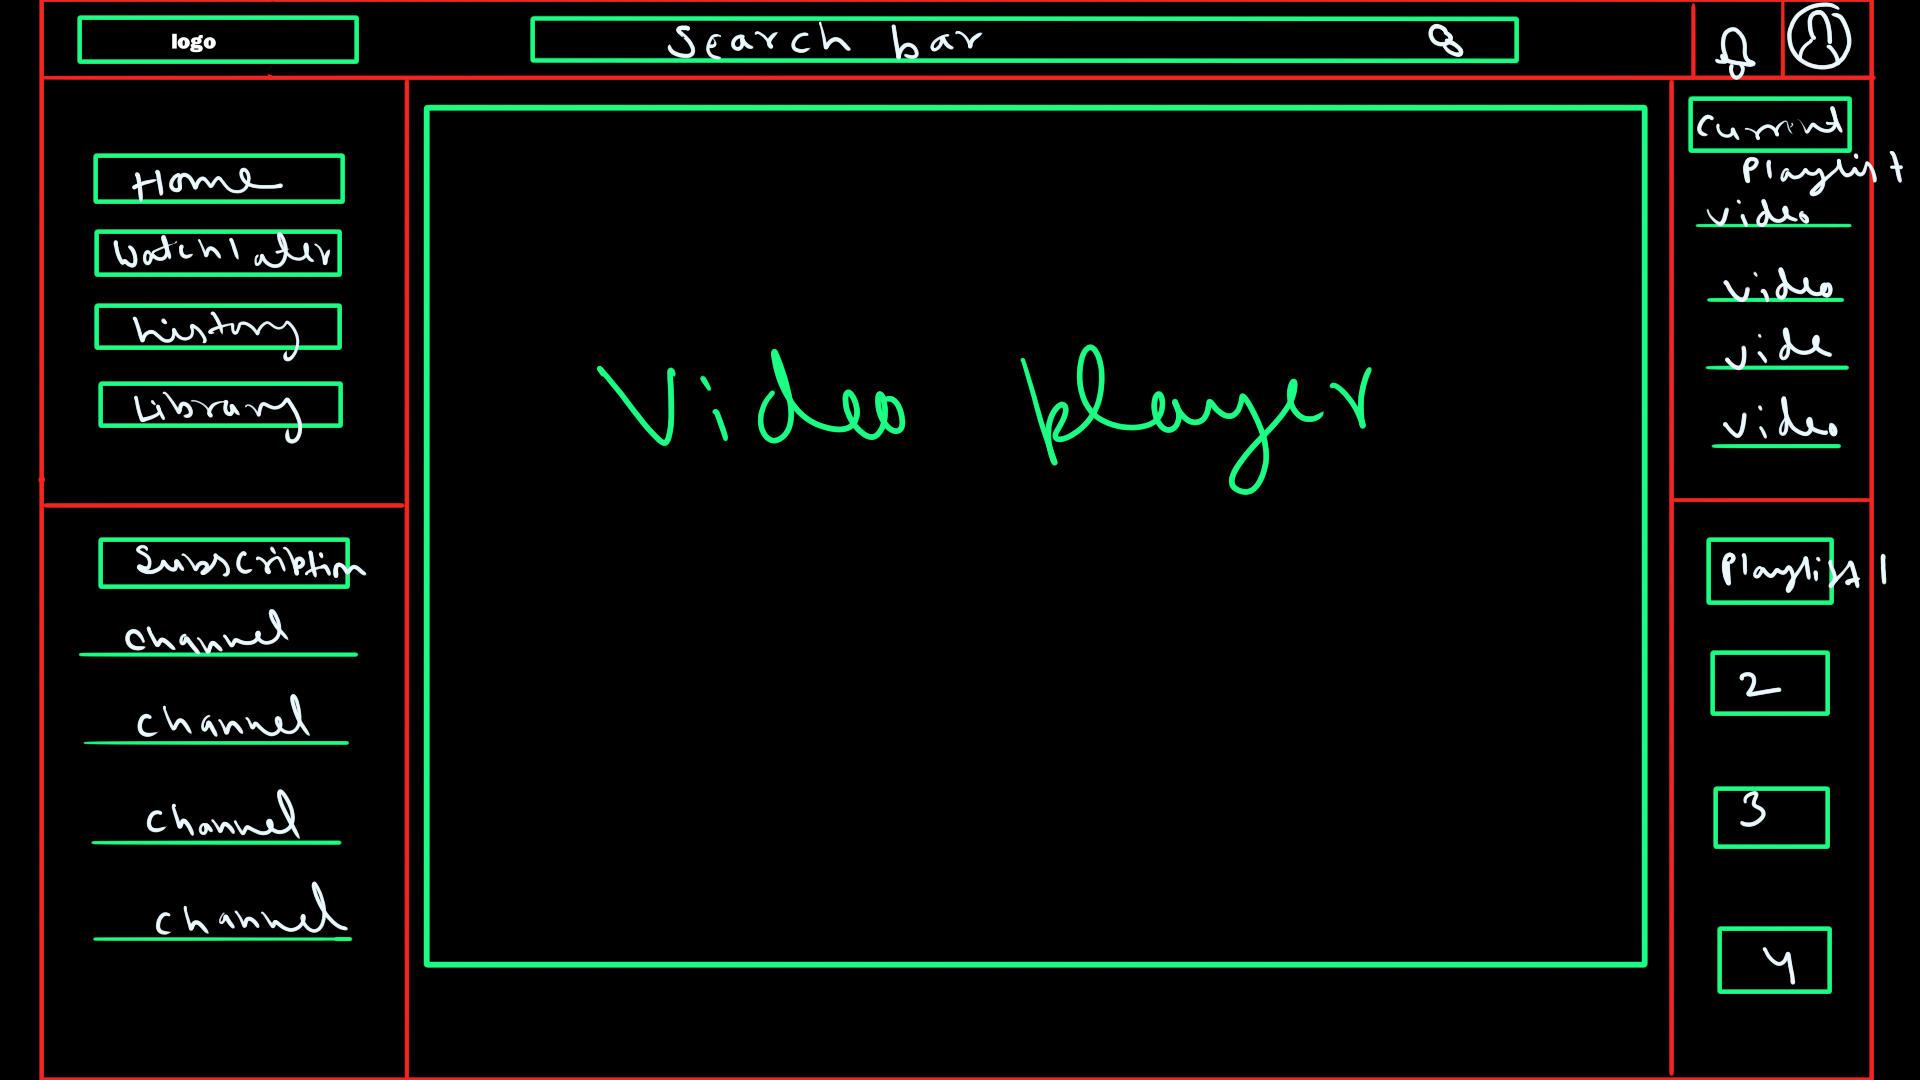 logo
Search bar
Home
Watch later
history
Library
Subscription
channel
channel
channel
channel
Video player
Current
Playlist
video
video
vide
video
Playlist 1
2
3
4